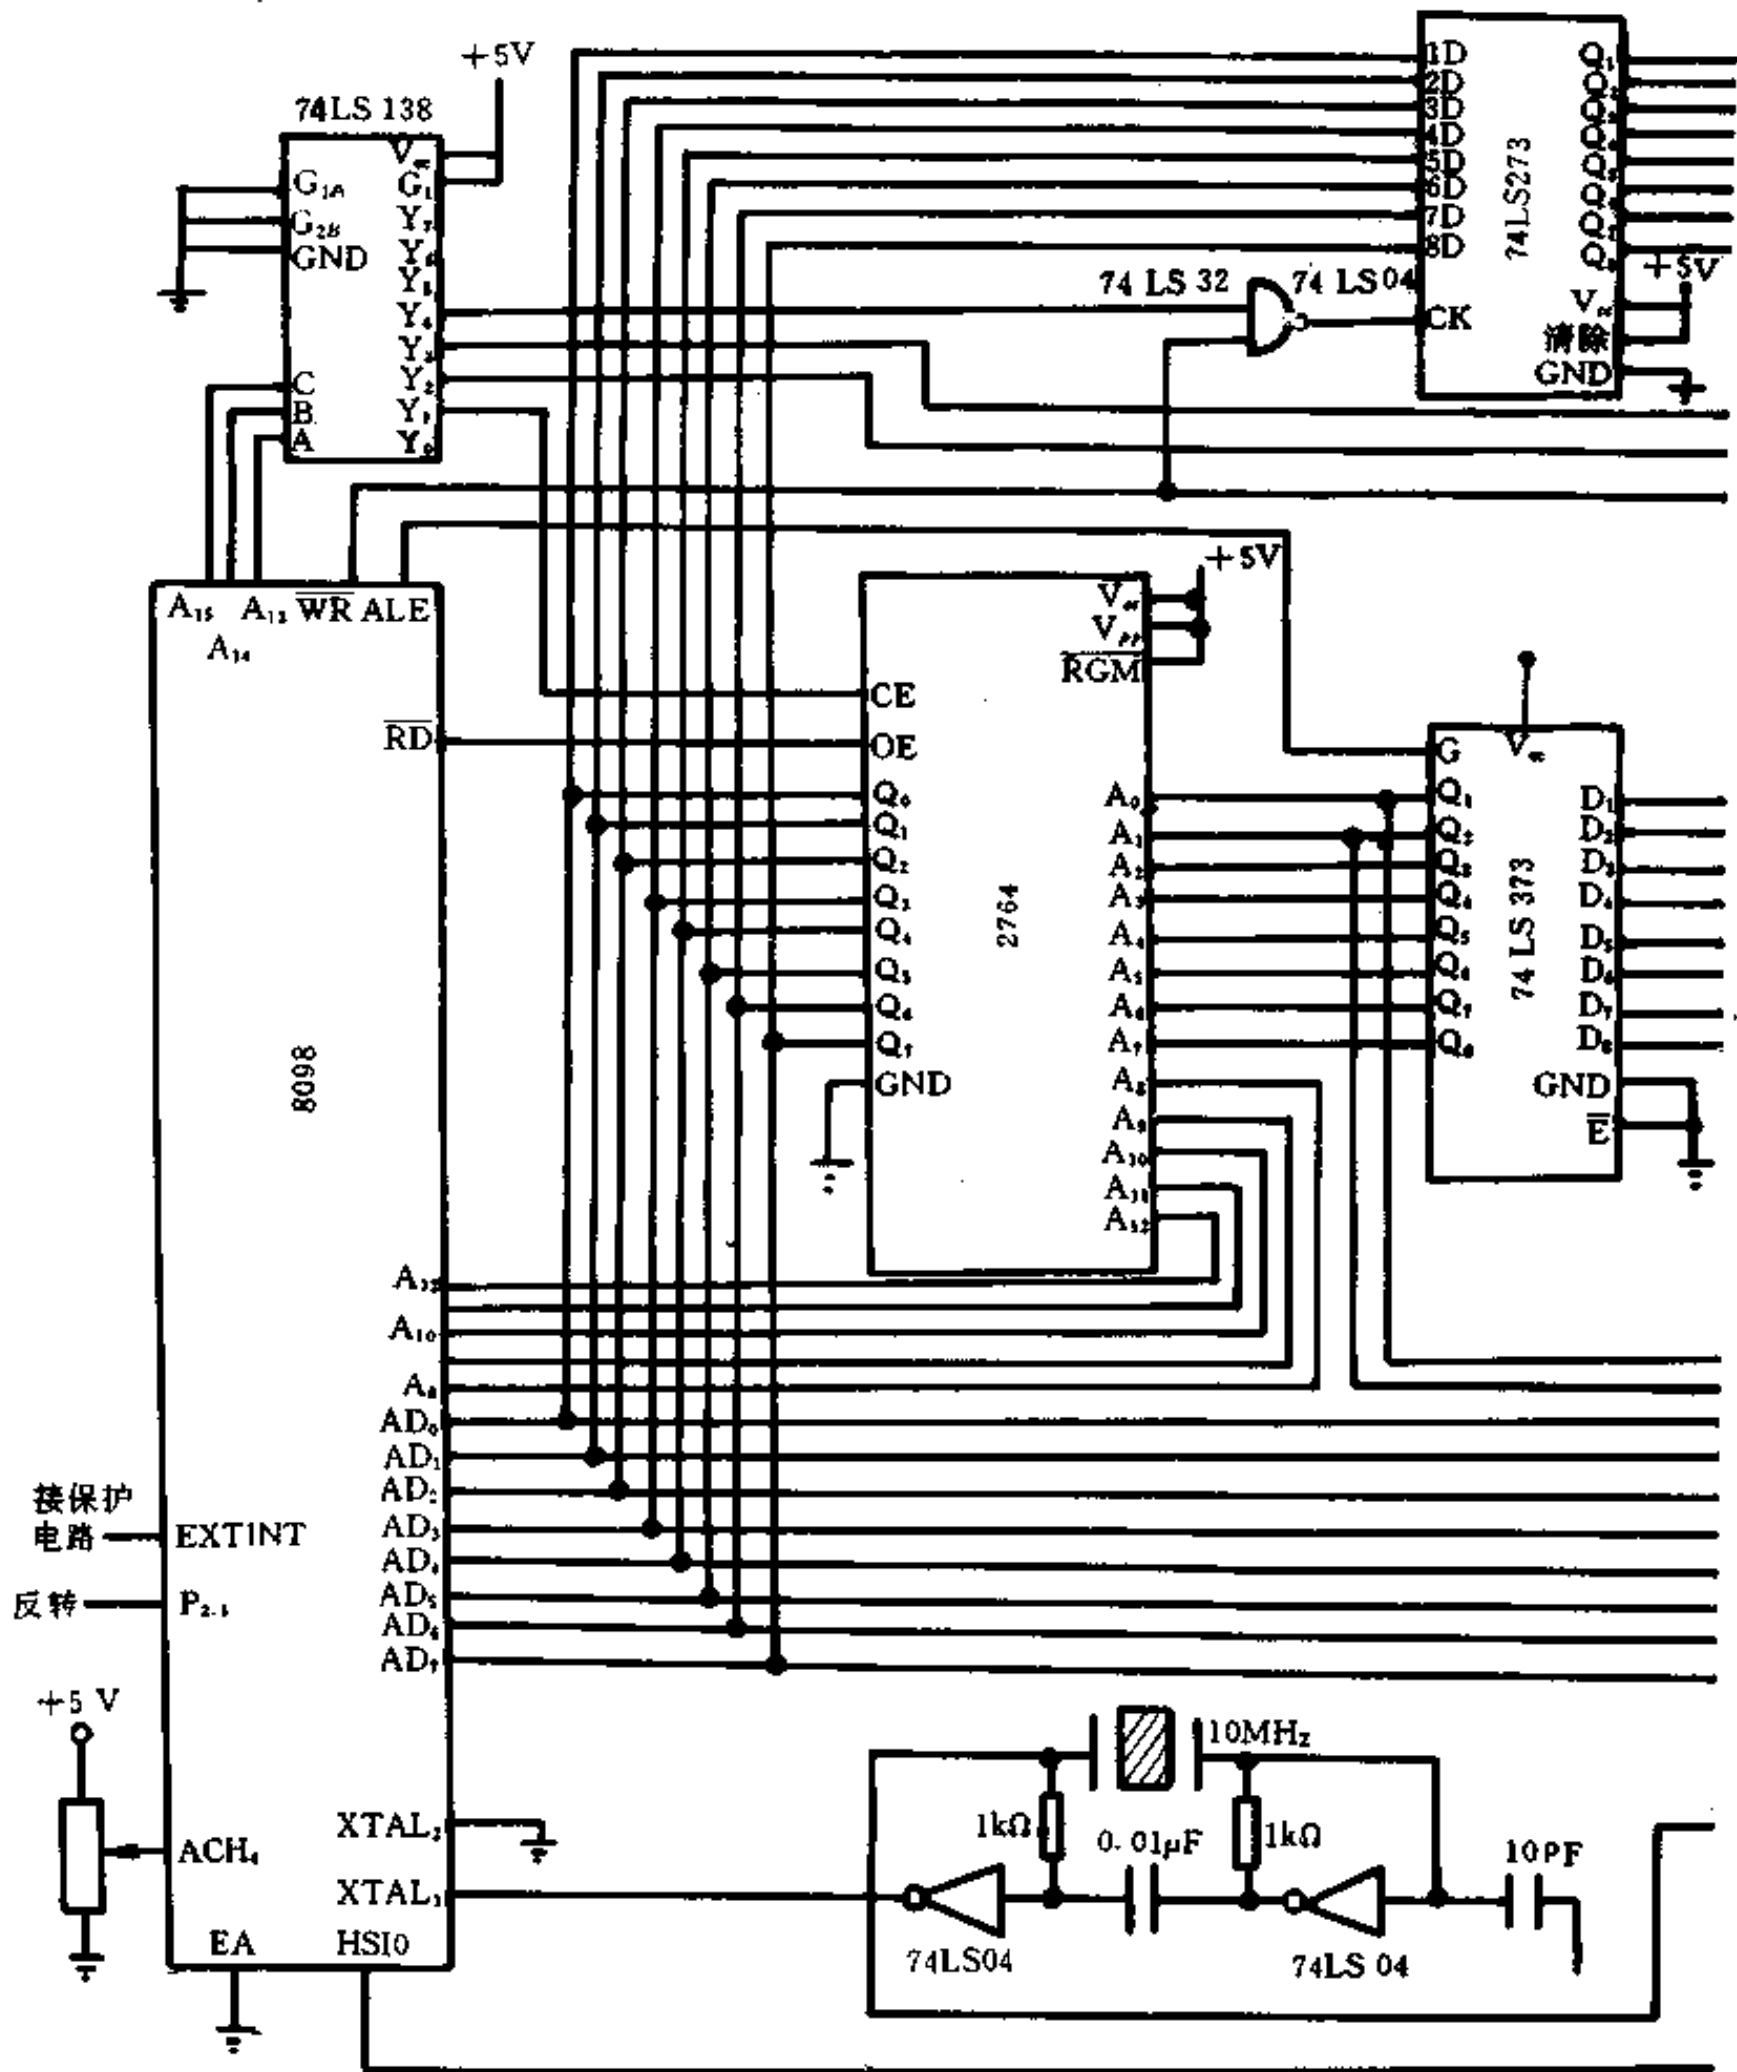 +5V
74LS 138
G₁A
G₂B
GND
C
B
A
Vcc
G₁
Y₇
Y₆
Y₅
Y₄
Y₃
Y₂
Y₁
Y₀
1D
2D
3D
4D
5D
6D
7D
8D
CK
74LS273
Q₁
Q₂
Q₃
Q₄
Q₅
Q₆
Q₇
Q₈
+5V
Vcc
清除
GND
74 LS 32
74 LS 04
A₁₅
A₁₄
A₁₃
WR
ALE
RD
8098
A₁₂
A₁₀
A₈
AD₀
AD₁
AD₂
AD₃
AD₄
AD₅
AD₆
AD₇
接保护
电路
EXTINT
反转
P₂.₁
+5 V
ACH₄
XTAL₂
XTAL₁
EA
HSI0
CE
OE
Q₀
Q₁
Q₂
Q₃
Q₄
Q₅
Q₆
Q₇
GND
2764
+5V
Vcc
Vpp
RGM
A₀
A₁
A₂
A₃
A₄
A₅
A₆
A₇
A₈
A₉
A₁₀
A₁₁
A₁₂
G
Vcc
Q₁
Q₂
Q₃
Q₄
Q₅
Q₆
Q₇
Q₈
74 LS 373
D₁
D₂
D₃
D₄
D₅
D₆
D₇
D₈
GND
E
10MHz
1kΩ
0.01μF
1kΩ
10PF
74LS04
74LS 04